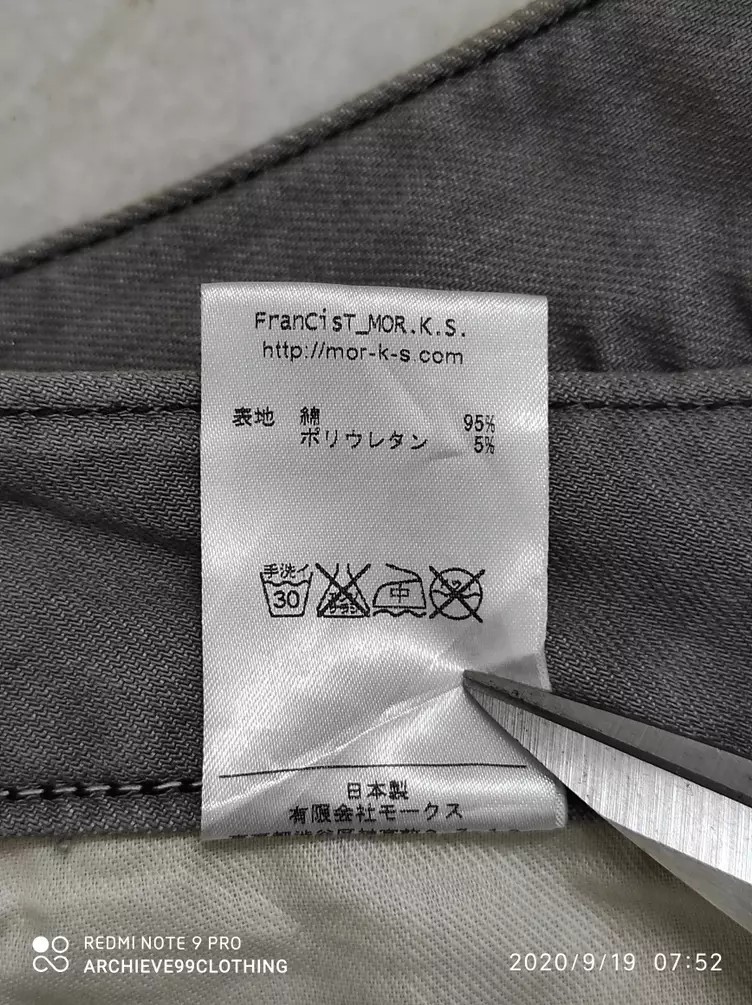 FranCisT_MOR.K.S.
http://mor-k-s.com
表地 綿 95%
ポリウレタン 5%
手洗イ
30
中
日本製
有限会社モークス
REDMI NOTE 9 PRO
ARCHIEVE99CLOTHING
2020/9/19 07:52